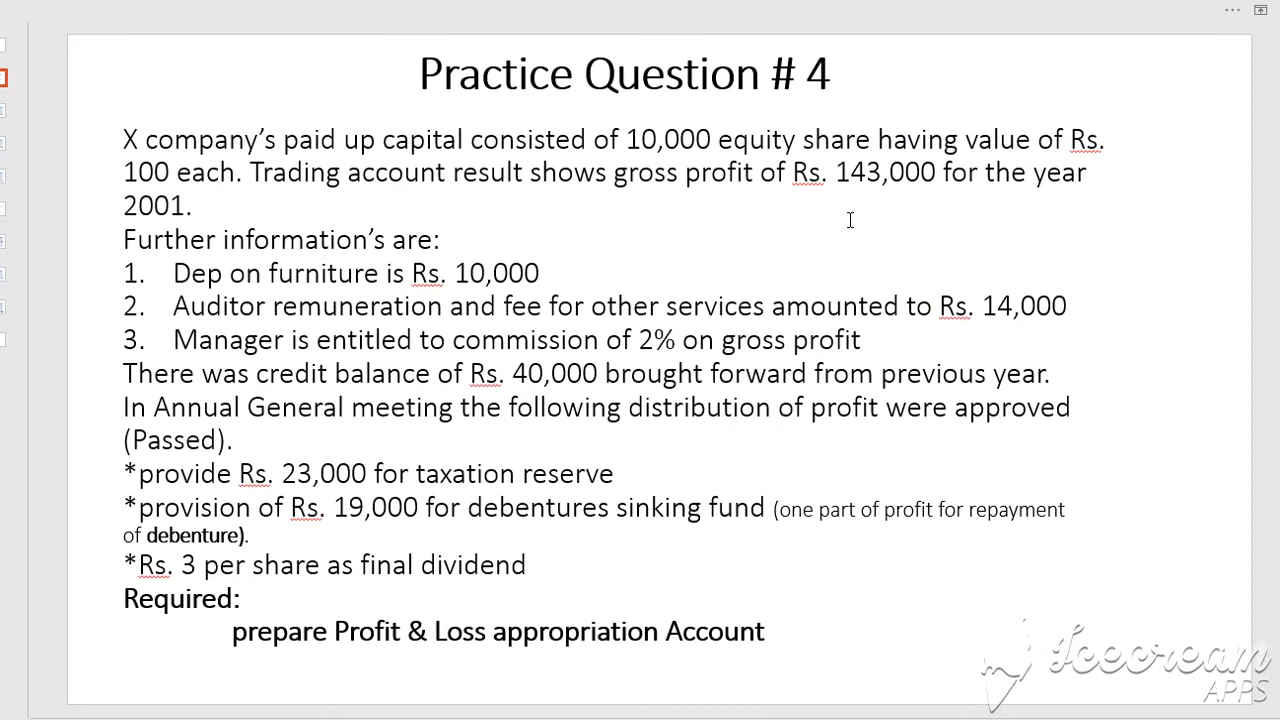 Practice Question # 4
X company’s paid up capital consisted of 10,000 equity share having value of Rs.
100 each. Trading account result shows gross profit of Rs. 143,000 for the year
2001.
Further information’s are:
1. Dep on furniture is Rs. 10,000
2. Auditor remuneration and fee for other services amounted to Rs. 14,000
3. Manager is entitled to commission of 2% on gross profit
There was credit balance of Rs. 40,000 brought forward from previous year.
In Annual General meeting the following distribution of profit were approved
(Passed).
*provide Rs. 23,000 for taxation reserve
*provision of Rs. 19,000 for debentures sinking fund (one part of profit for repayment
of debenture).
*Rs. 3 per share as final dividend
Required:
prepare Profit & Loss appropriation Account
Icecream
APPS